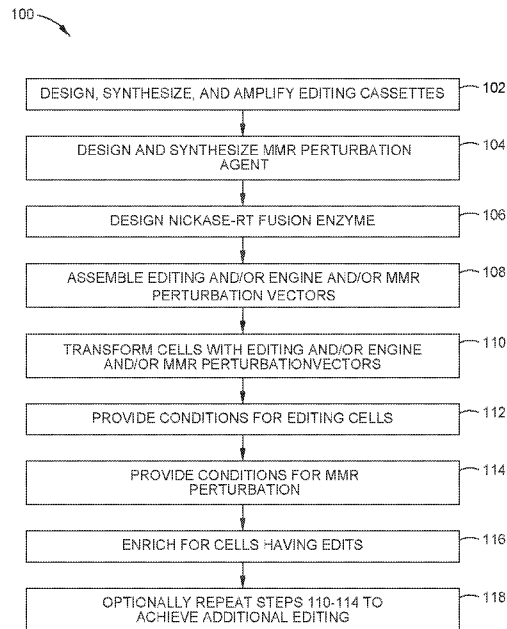 100
DESIGN, SYNTHESIZE, AND AMPLIFY EDITING CASSETTES
102
DESIGN AND SYNTHESIZE MMR PERTURBATION
AGENT
104
DESIGN NICKASE-RT FUSION ENZYME
106
ASSEMBLE EDITING AND/OR ENGINE AND/OR MMR
PERTURBATION VECTORS
108
TRANSFORM CELLS WITH EDITING AND/OR ENGINE
AND/OR MMR PERTURBATIONVECTORS
110
PROVIDE CONDITIONS FOR EDITING CELLS
112
PROVIDE CONDITIONS FOR MMR
PERTURBATION
114
ENRICH FOR CELLS HAVING EDITS
116
OPTIONALLY REPEAT STEPS 110-114 TO
ACHIEVE ADDITIONAL EDITING
118